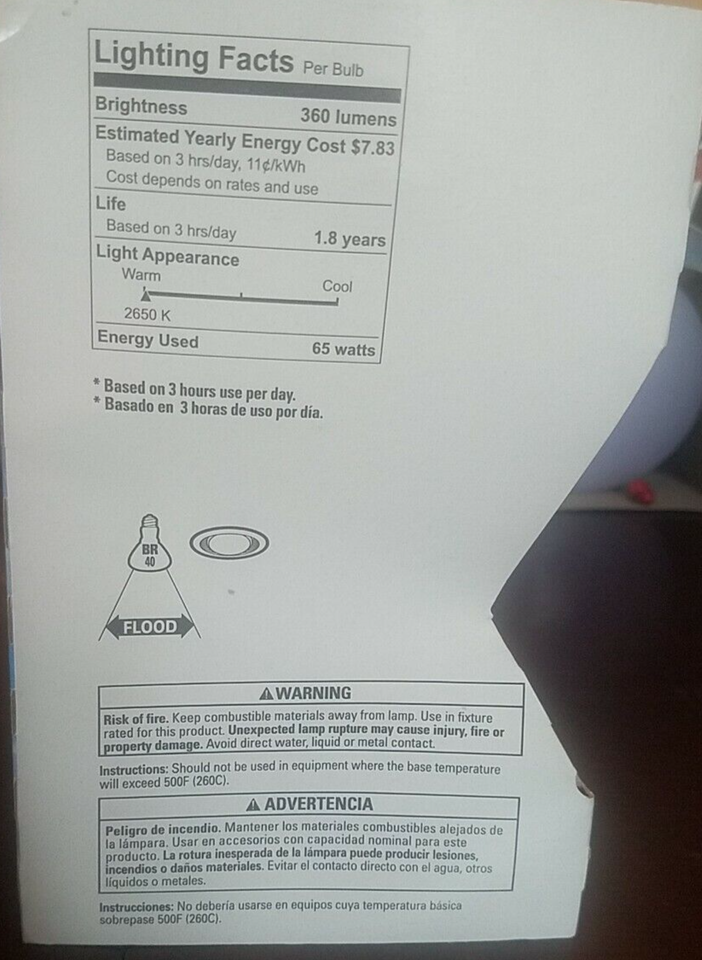 Lighting Facts Per Bulb
Brightness 360 lumens
Estimated Yearly Energy Cost $7.83
Based on 3 hrs/day, 11¢/kWh
Cost depends on rates and use
Life
Based on 3 hrs/day 1.8 years
Light Appearance
Warm Cool
2650 K
Energy Used 65 watts
* Based on 3 hours use per day.
* Basado en 3 horas de uso por día.
BR
40
FLOOD
⚠ WARNING
Risk of fire. Keep combustible materials away from lamp. Use in fixture
rated for this product. Unexpected lamp rupture may cause injury, fire or
property damage. Avoid direct water, liquid or metal contact.
Instructions: Should not be used in equipment where the base temperature
will exceed 500F (260C).
⚠ ADVERTENCIA
Peligro de incendio. Mantener los materiales combustibles alejados de
la lámpara. Usar en accesorios con capacidad nominal para este
producto. La rotura inesperada de la lámpara puede producir lesiones,
incendios o daños materiales. Evitar el contacto directo con el agua, otros
líquidos o metales.
Instrucciones: No debería usarse en equipos cuya temperatura básica
sobrepase 500F (260C).